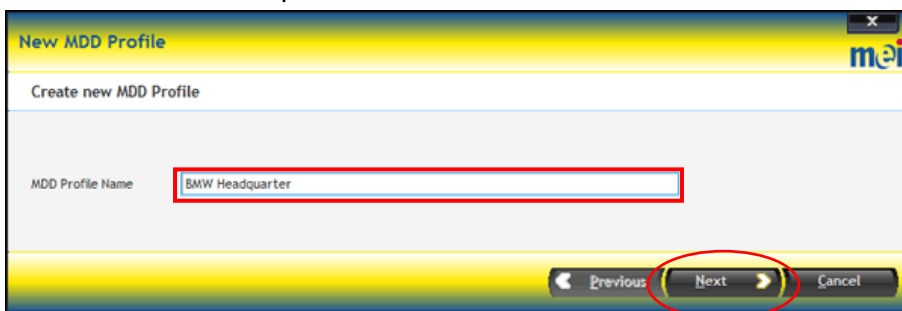 New MDD Profile
x
mei
Create new MDD Profile
MDD Profile Name BMW Headquarter
Previous Next Cancel